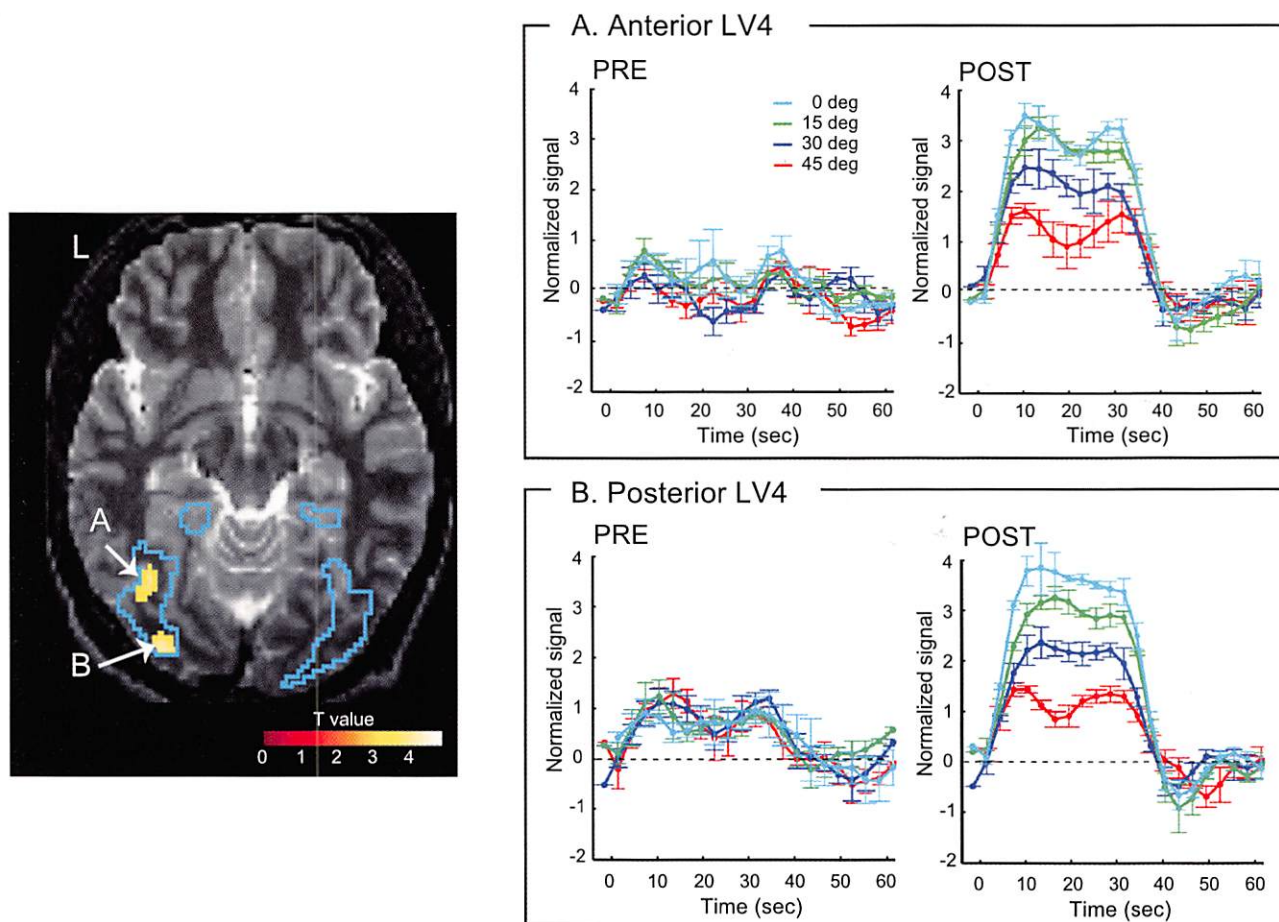 L
A
B
T value
0 1 2 3 4
A. Anterior LV4
PRE
Normalized signal
4
3
2
1
0
-1
-2
0 10 20 30 40 50 60
Time (sec)
0 deg
15 deg
30 deg
45 deg
POST
Normalized signal
4
3
2
1
0
-1
-2
0 10 20 30 40 50 60
Time (sec)
B. Posterior LV4
PRE
Normalized signal
4
3
2
1
0
-1
-2
0 10 20 30 40 50 60
Time (sec)
POST
Normalized signal
4
3
2
1
0
-1
-2
0 10 20 30 40 50 60
Time (sec)